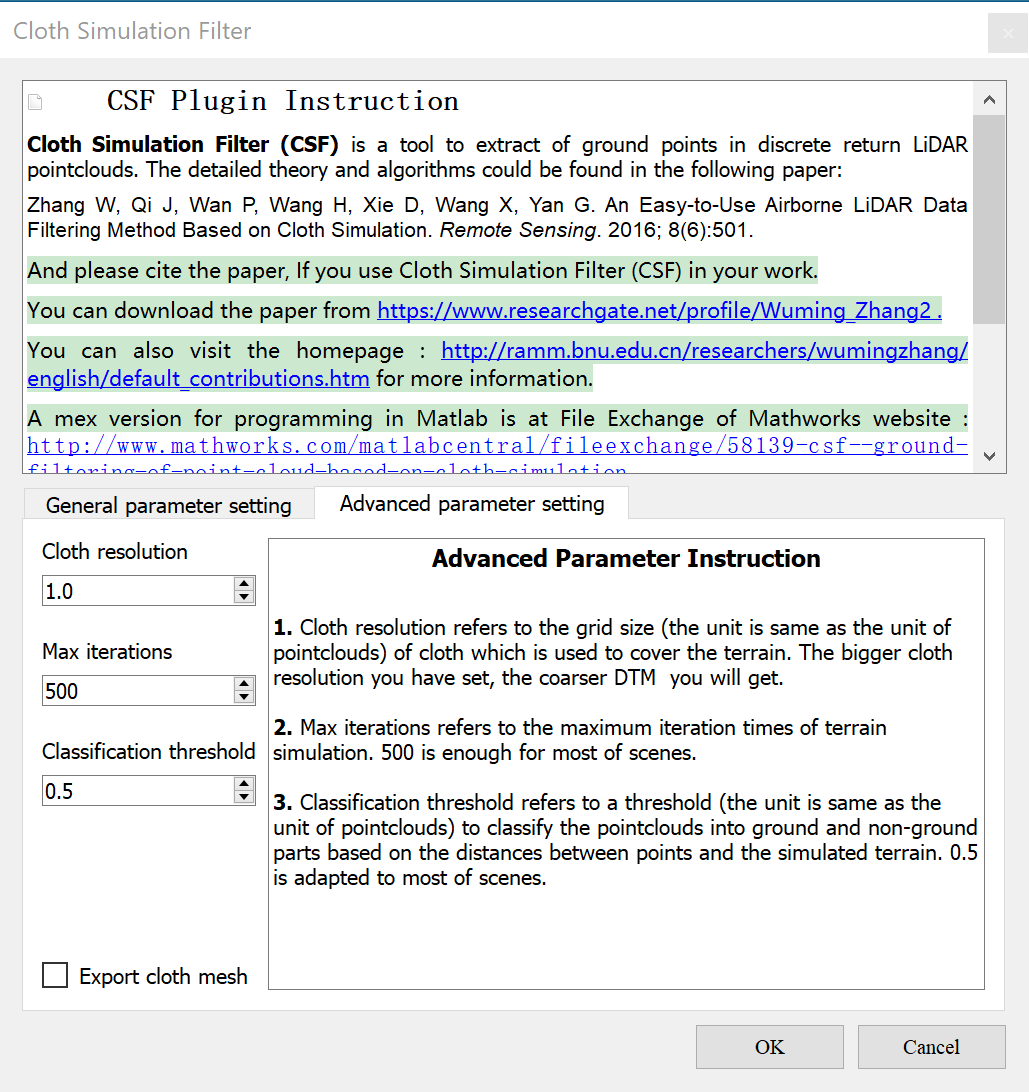 Cloth Simulation Filter
CSF Plugin Instruction
Cloth Simulation Filter (CSF) is a tool to extract of ground points in discrete return LiDAR
pointclouds. The detailed theory and algorithms could be found in the following paper:
Zhang W, Qi J, Wan P, Wang H, Xie D, Wang X, Yan G. An Easy-to-Use Airborne LiDAR Data
Filtering Method Based on Cloth Simulation. Remote Sensing. 2016; 8(6):501.
And please cite the paper, If you use Cloth Simulation Filter (CSF) in your work.
You can download the paper from https://www.researchgate.net/profile/Wuming_Zhang2 .
You can also visit the homepage : http://ramm.bnu.edu.cn/researchers/wumingzhang/
english/default_contributions.htm for more information.
A mex version for programming in Matlab is at File Exchange of Mathworks website :
http://www.mathworks.com/matlabcentral/fileexchange/58139-csf--ground-
filtering-of-point-cloud-based-on-cloth-simulation
General parameter setting
Advanced parameter setting
Cloth resolution
1.0
Max iterations
500
Classification threshold
0.5
Export cloth mesh
Advanced Parameter Instruction
1. Cloth resolution refers to the grid size (the unit is same as the unit of
pointclouds) of cloth which is used to cover the terrain. The bigger cloth
resolution you have set, the coarser DTM  you will get.
2. Max iterations refers to the maximum iteration times of terrain
simulation. 500 is enough for most of scenes.
3. Classification threshold refers to a threshold (the unit is same as the
unit of pointclouds) to classify the pointclouds into ground and non-ground
parts based on the distances between points and the simulated terrain. 0.5
is adapted to most of scenes.
OK
Cancel